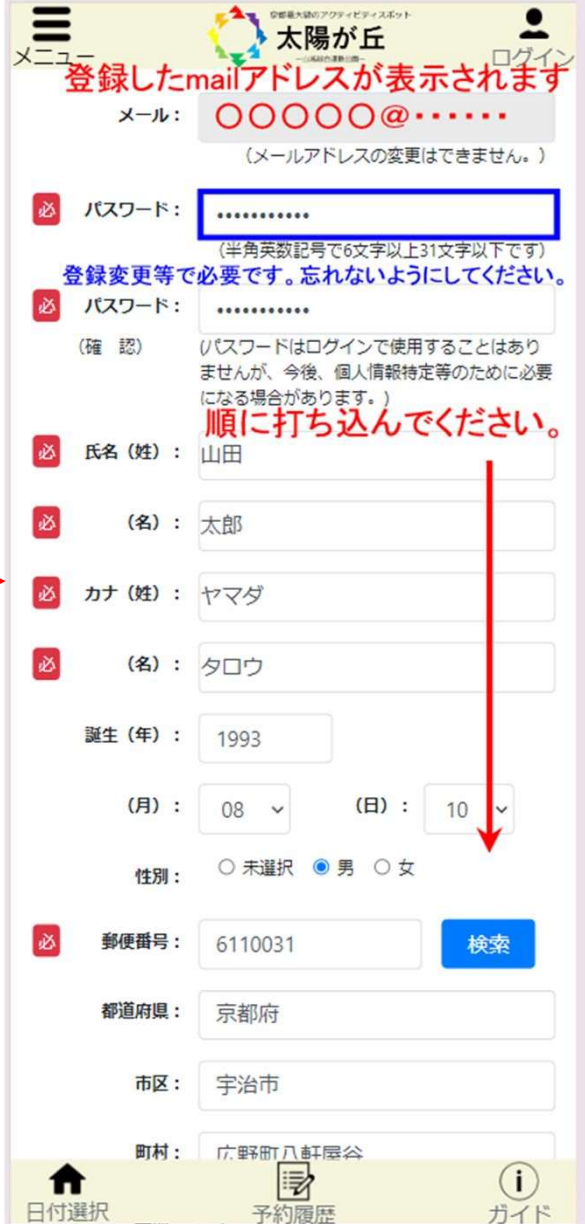 京都最大級のアクティビティスポット
太陽が丘
メニュー
ログイン
登録したmailアドレスが表示されます
メール：
〇〇〇〇〇@・・・・・・
（メールアドレスの変更はできません。）
必 パスワード： •••••••••••
（半角英数記号で6文字以上31文字以下です）
登録変更等で必要です。忘れないようにしてください。
必 パスワード： •••••••••••
（確　認）
(パスワードはログインで使用することはあり
ませんが、今後、個人情報特定等のために必要
になる場合があります。)
順に打ち込んでください。
必 氏名（姓）： 山田
必 （名）： 太郎
必 カナ（姓）： ヤマダ
必 （名）： タロウ
誕生（年）： 1993
（月）： 08 （日）： 10
性別： 未選択 男 女
必 郵便番号： 6110031 検索
都道府県： 京都府
市区： 宇治市
町村： 広野町八軒屋谷
日付選択
予約履歴
ガイド